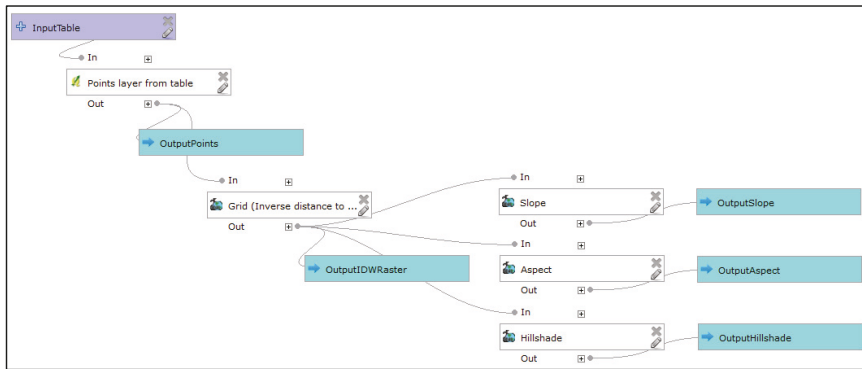 InputTable
In
Points layer from table
Out
OutputPoints
In
Grid (Inverse distance to ...
Out
OutputIDWRaster
In
Slope
Out
OutputSlope
In
Aspect
Out
OutputAspect
In
Hillshade
Out
OutputHillshade